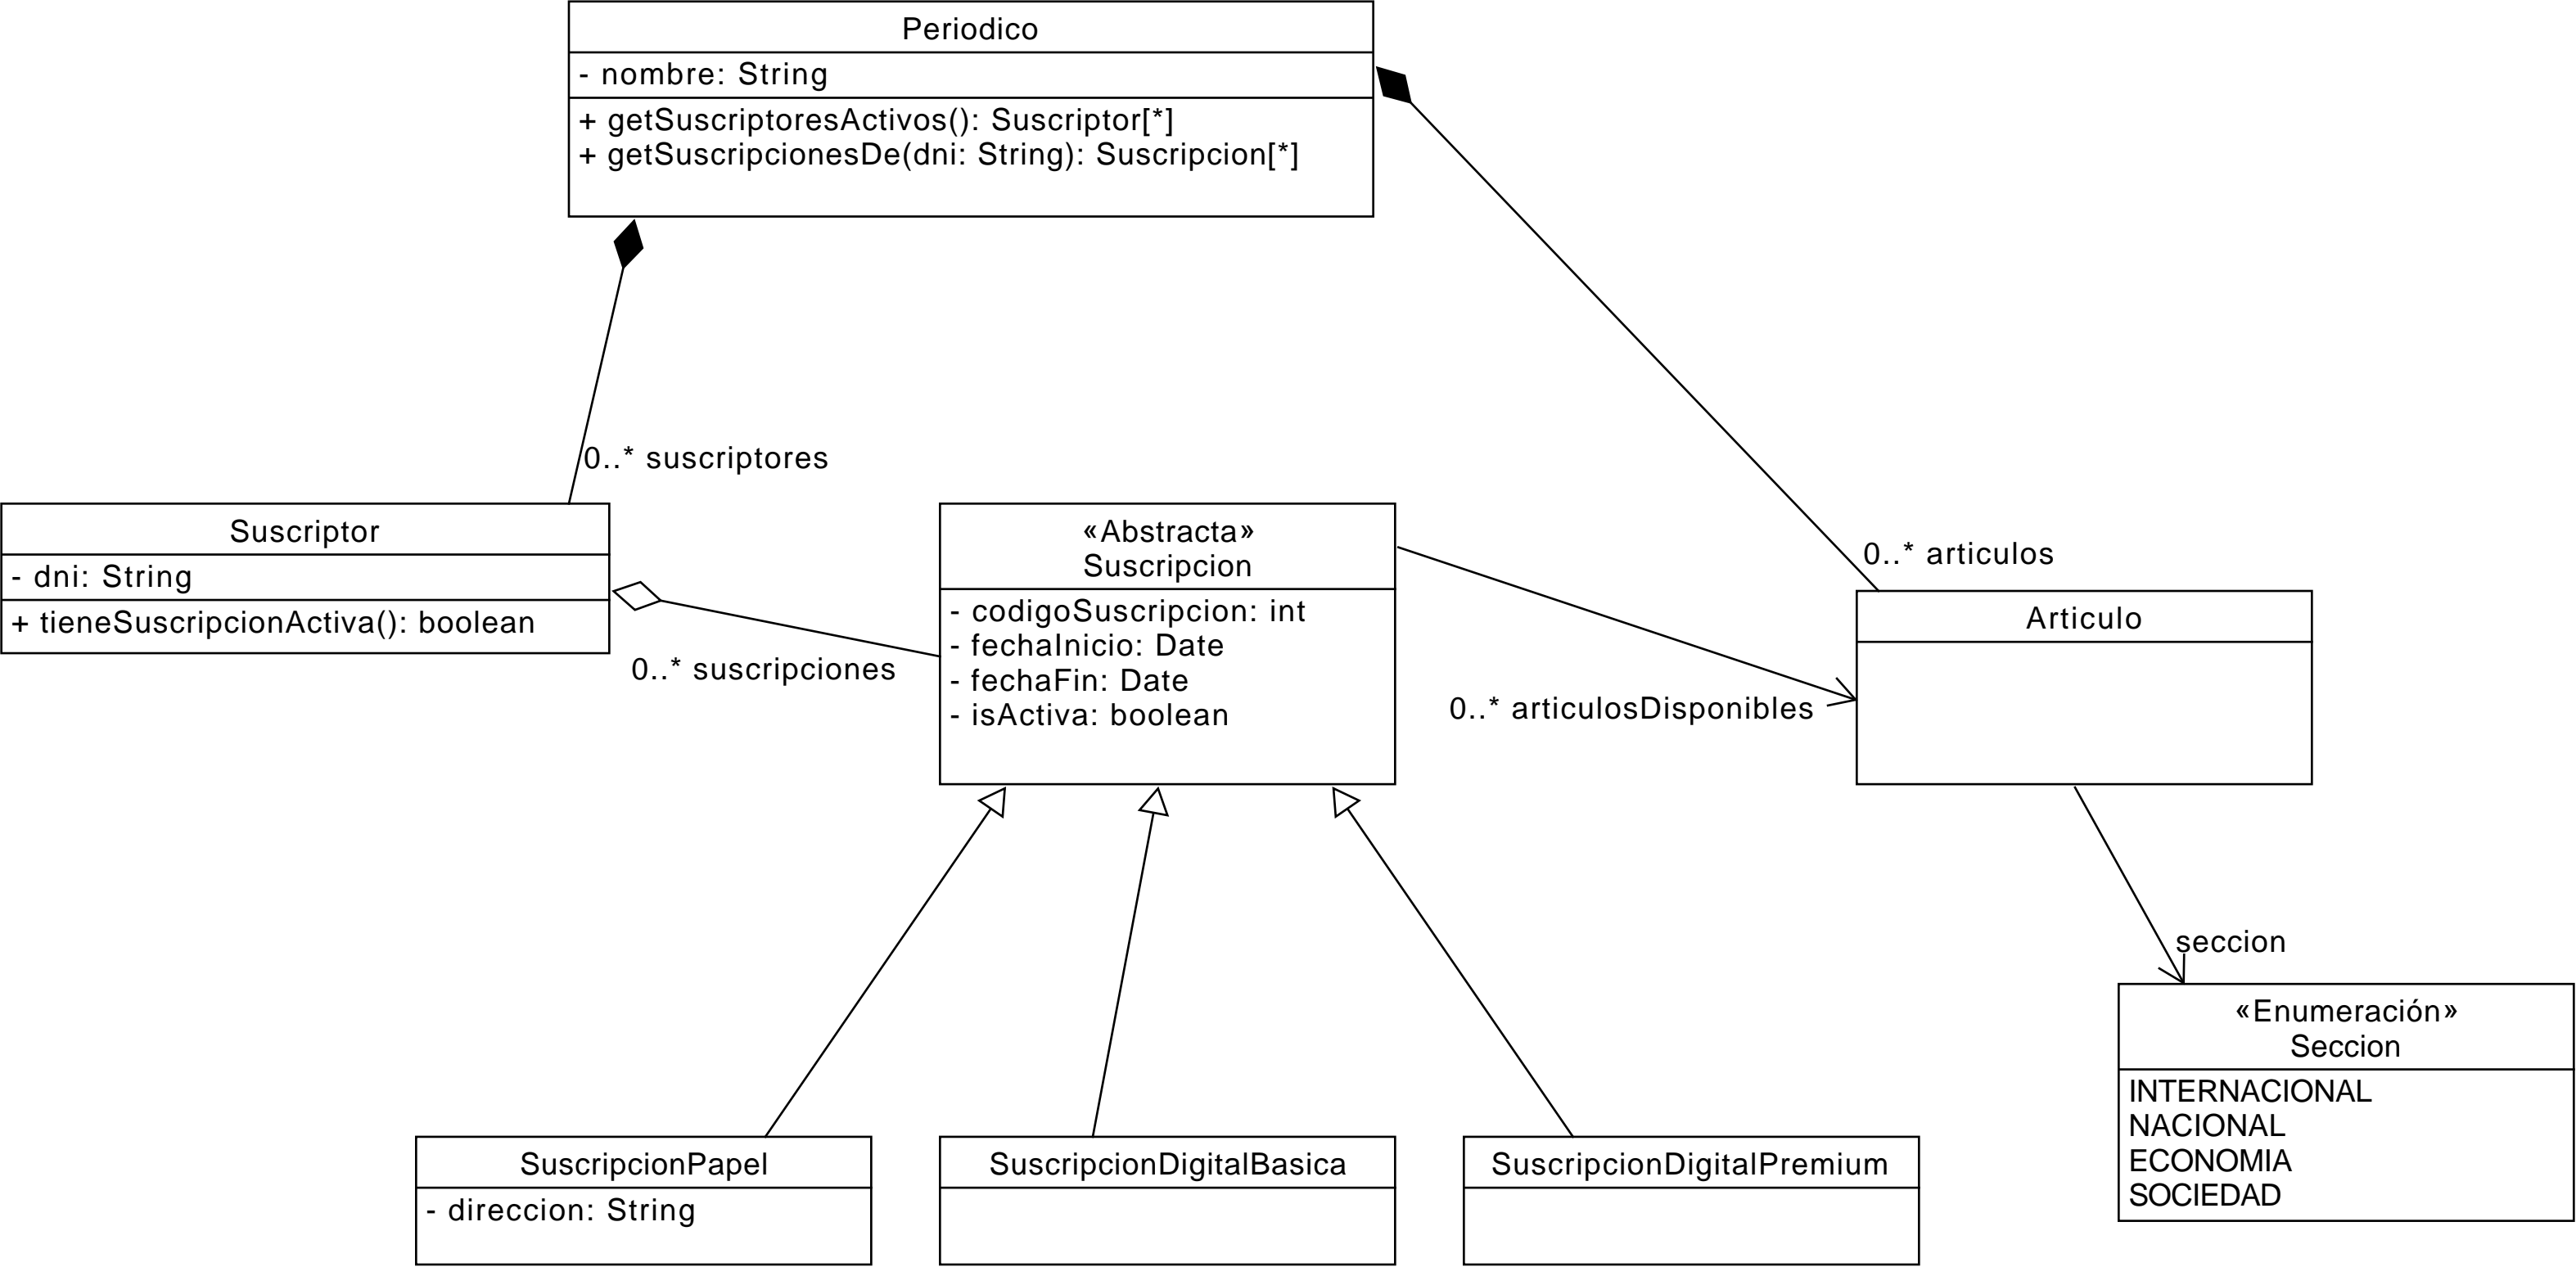 Periodico
- nombre: String
+ getSuscriptoresActivos(): Suscriptor[*]
+ getSuscripcionesDe(dni: String): Suscripcion[*]
0..* suscriptores
Suscriptor
- dni: String
+ tieneSuscripcionActiva(): boolean
0..* suscripciones
«Abstracta»
Suscripcion
- codigoSuscripcion: int
- fechaInicio: Date
- fechaFin: Date
- isActiva: boolean
0..* articulos
0..* articulosDisponibles
Articulo
seccion
«Enumeración»
Seccion
INTERNACIONAL
NACIONAL
ECONOMIA
SOCIEDAD
SuscripcionPapel
- direccion: String
SuscripcionDigitalBasica
SuscripcionDigitalPremium